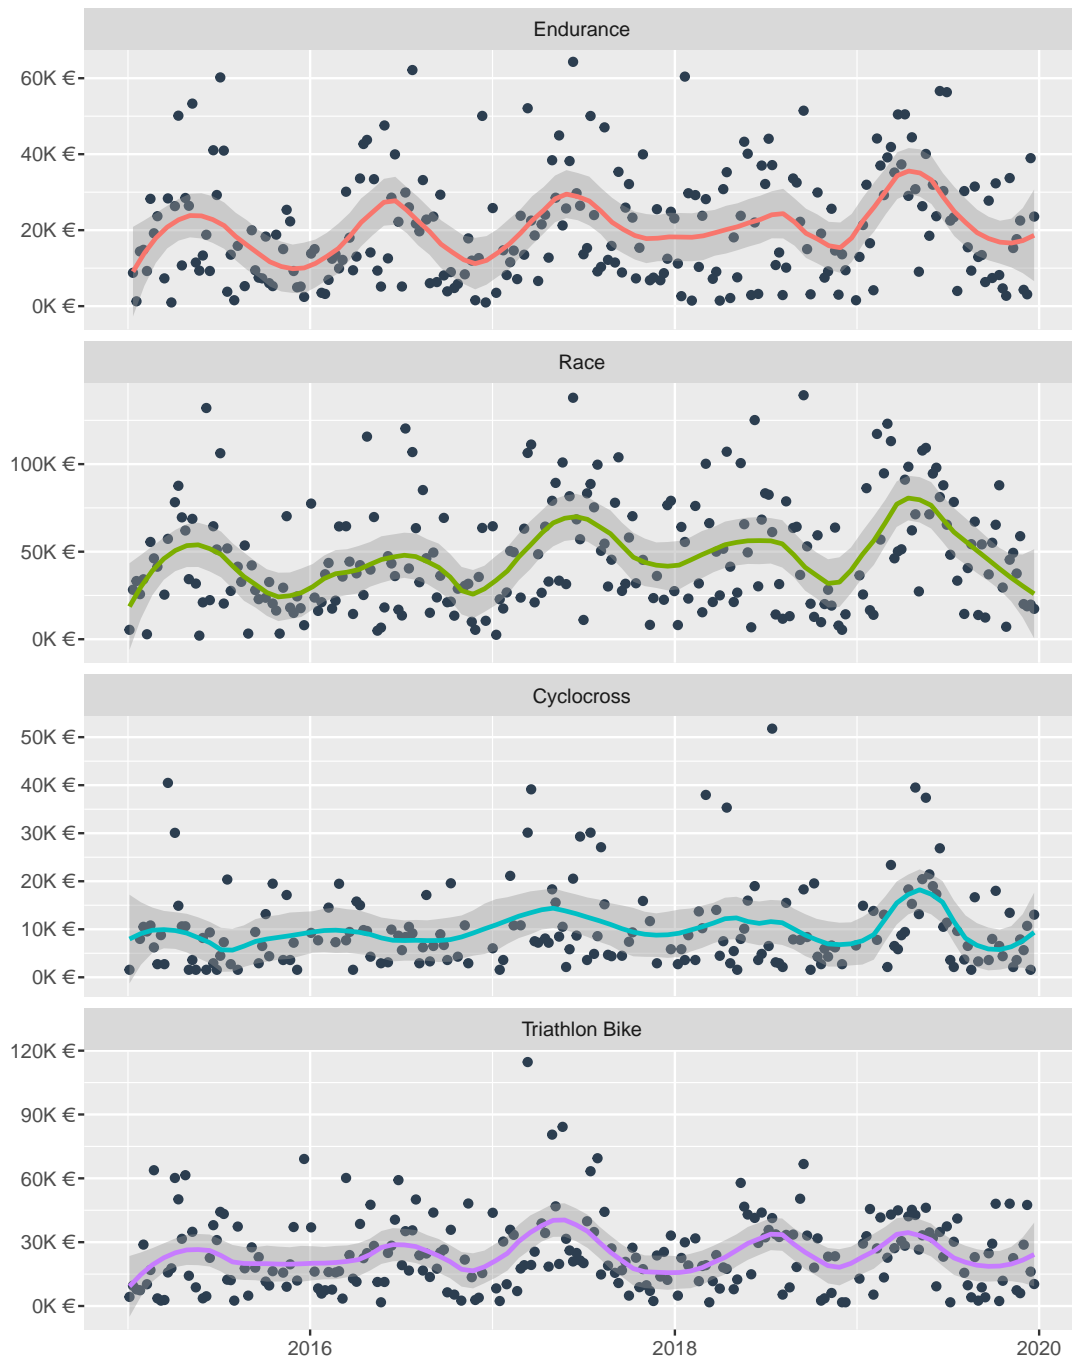 Endurance
60K €
40K €
20K €
0K €
Race
100K €
50K €
0K €
Cyclocross
50K €
40K €
30K €
20K €
10K €
0K €
Triathlon Bike
120K €
90K €
60K €
30K €
0K €
2016 2018 2020